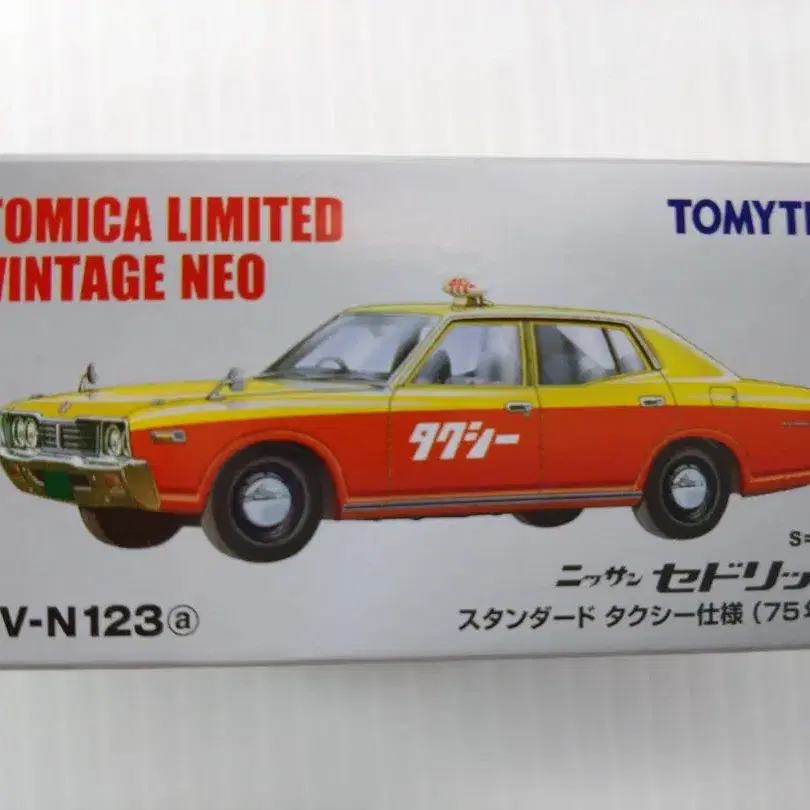 TOMICA LIMITED
VINTAGE NEO
TOMYTE
タクシー
S=
V-N123ⓐ
ニッサン セドリッ
スタンダード タクシー仕様 (75年